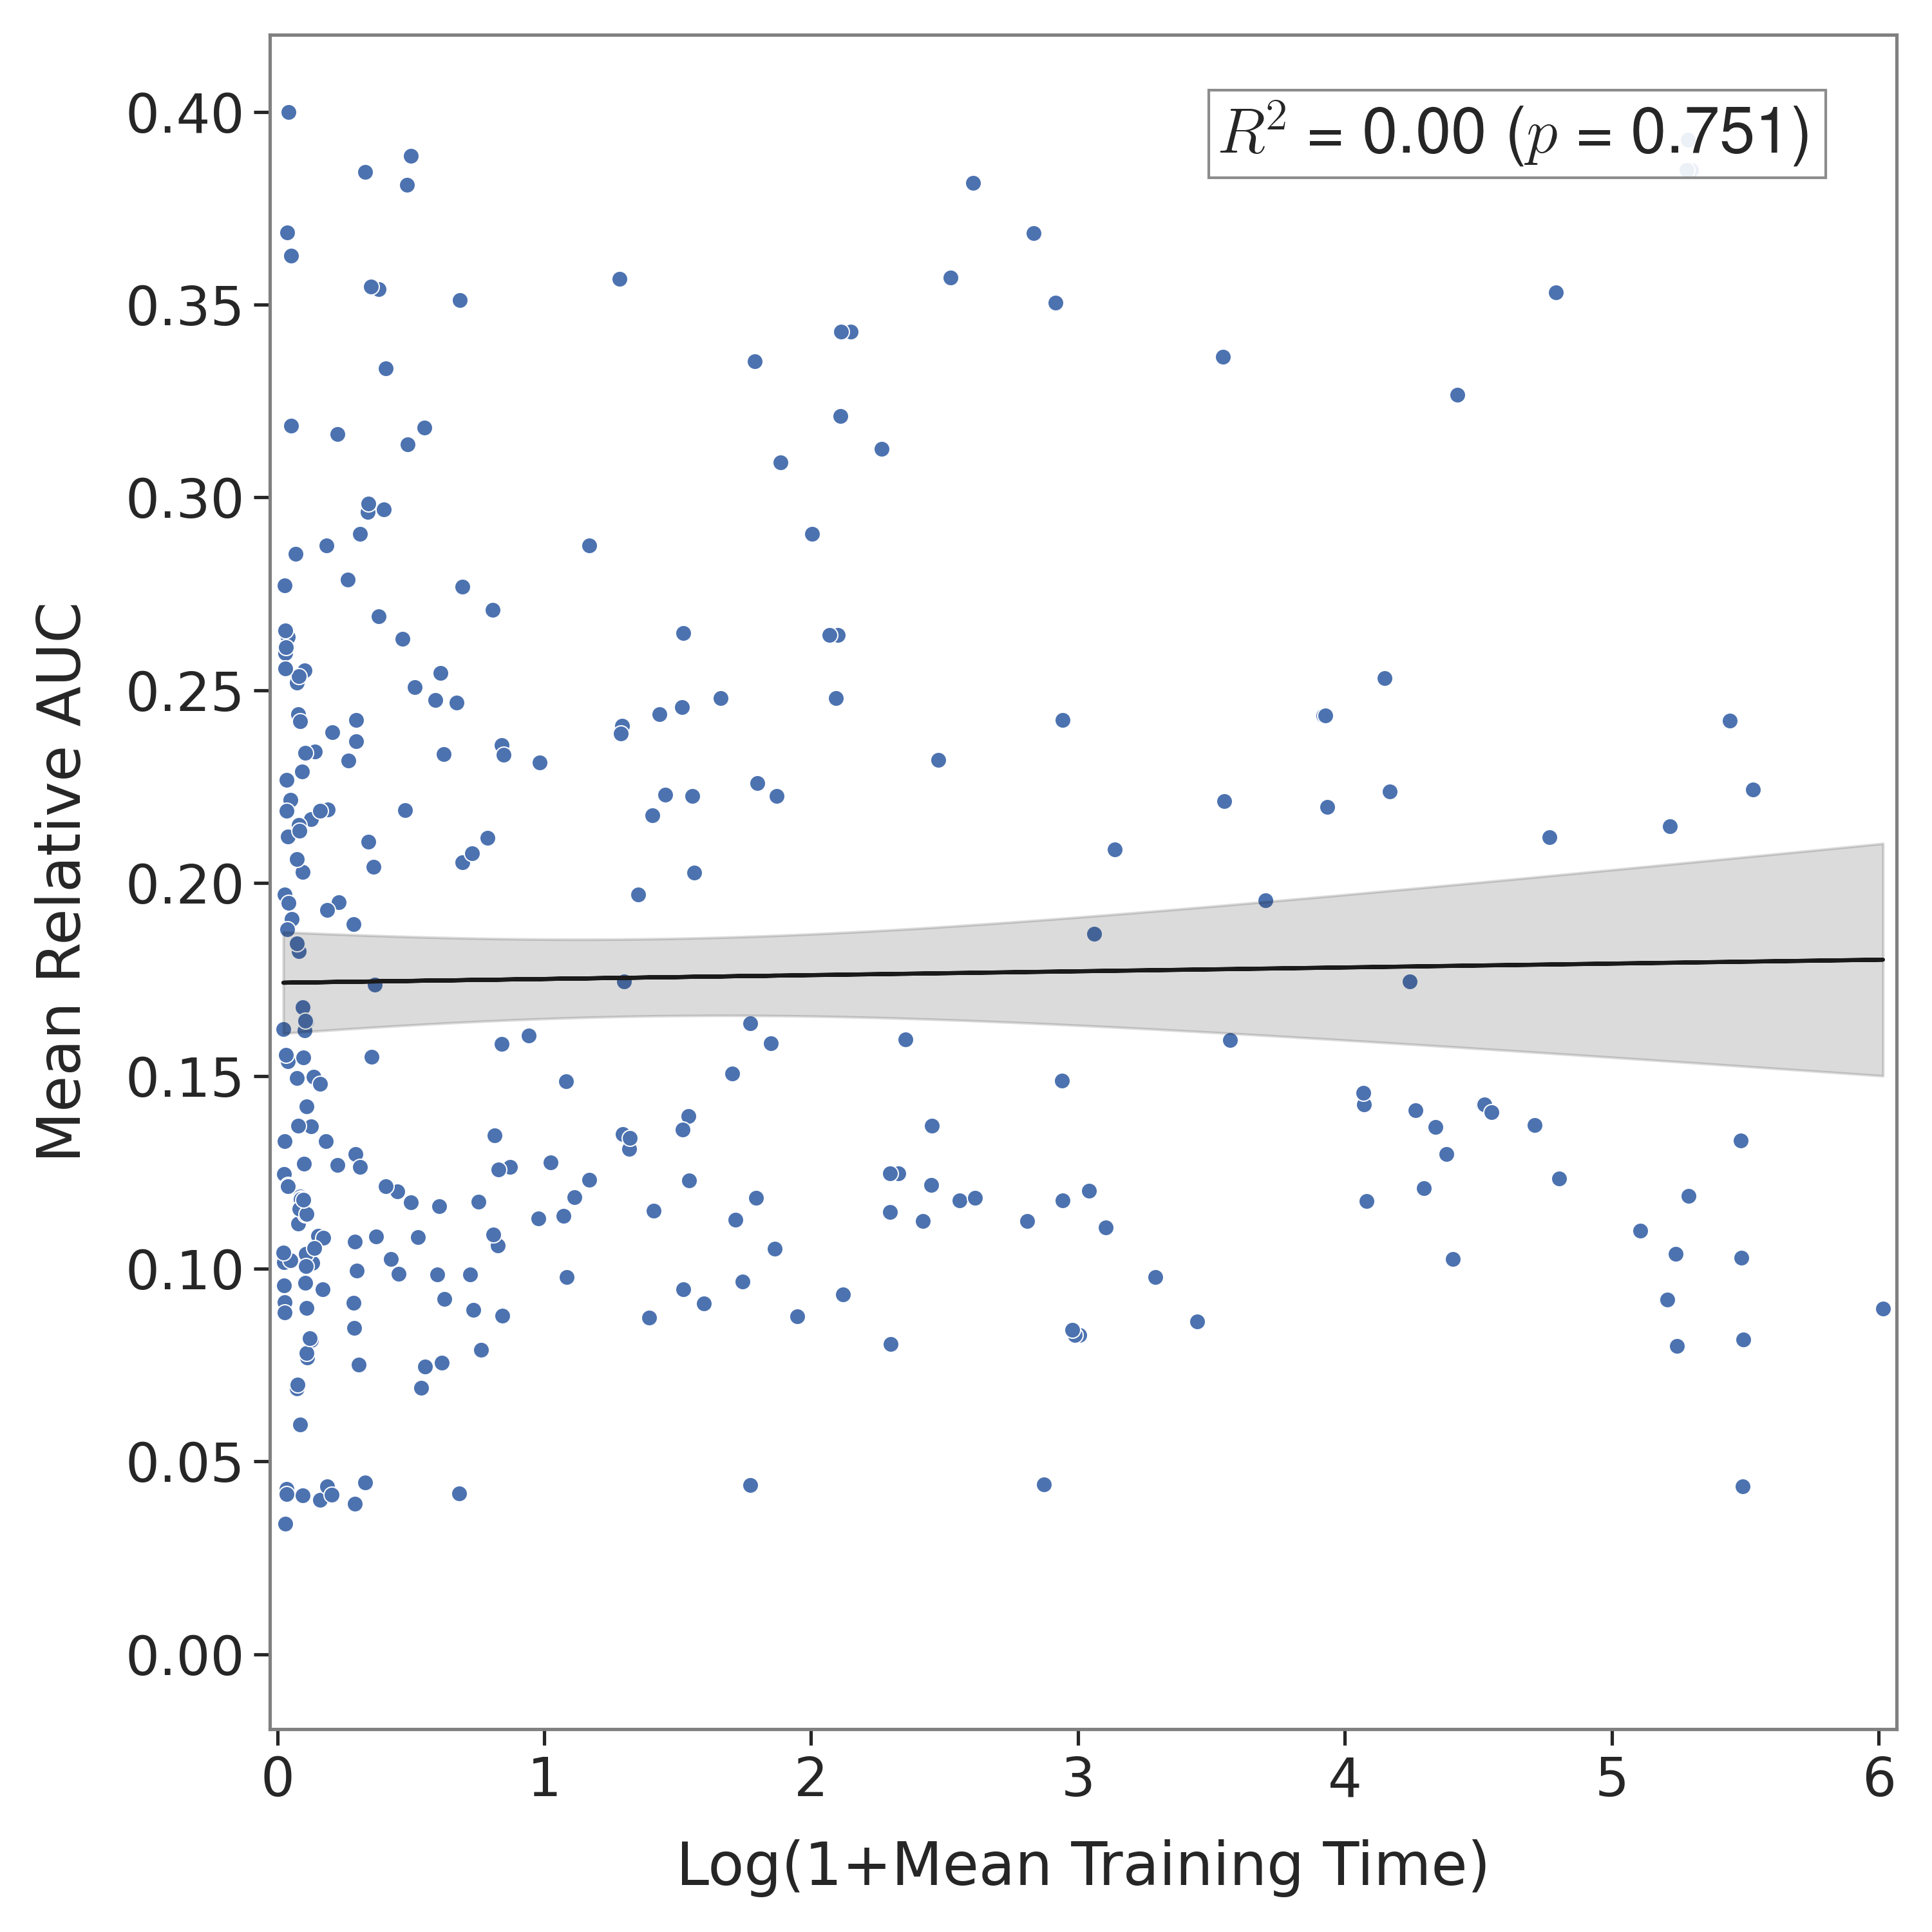 R² = 0.00 (p = 0.751)
0.40
0.35
0.30
0.25
0.20
0.15
0.10
0.05
0.00
Mean Relative AUC
0 1 2 3 4 5 6
Log(1+Mean Training Time)